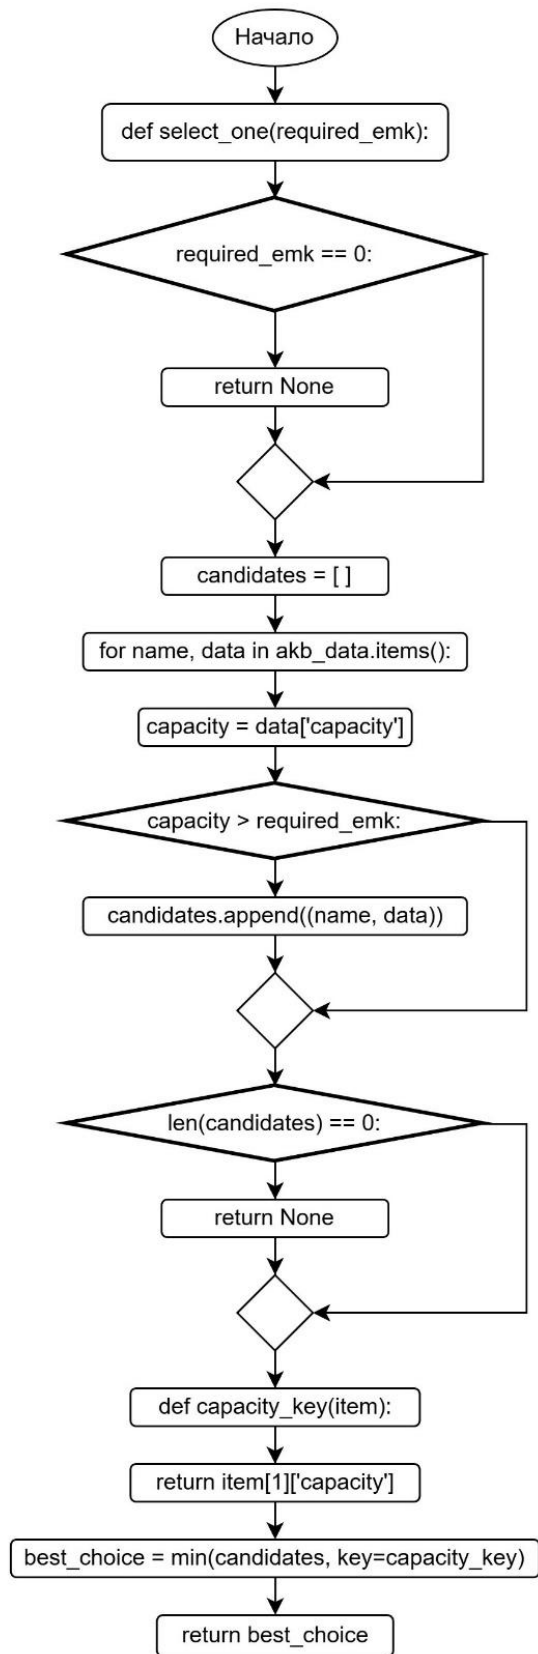 Начало
def select_one(required_emk):
required_emk == 0:
return None
candidates = [ ]
for name, data in akb_data.items():
capacity = data['capacity']
capacity > required_emk:
candidates.append((name, data))
len(candidates) == 0:
return None
def capacity_key(item):
return item[1]['capacity']
best_choice = min(candidates, key=capacity_key)
return best_choice